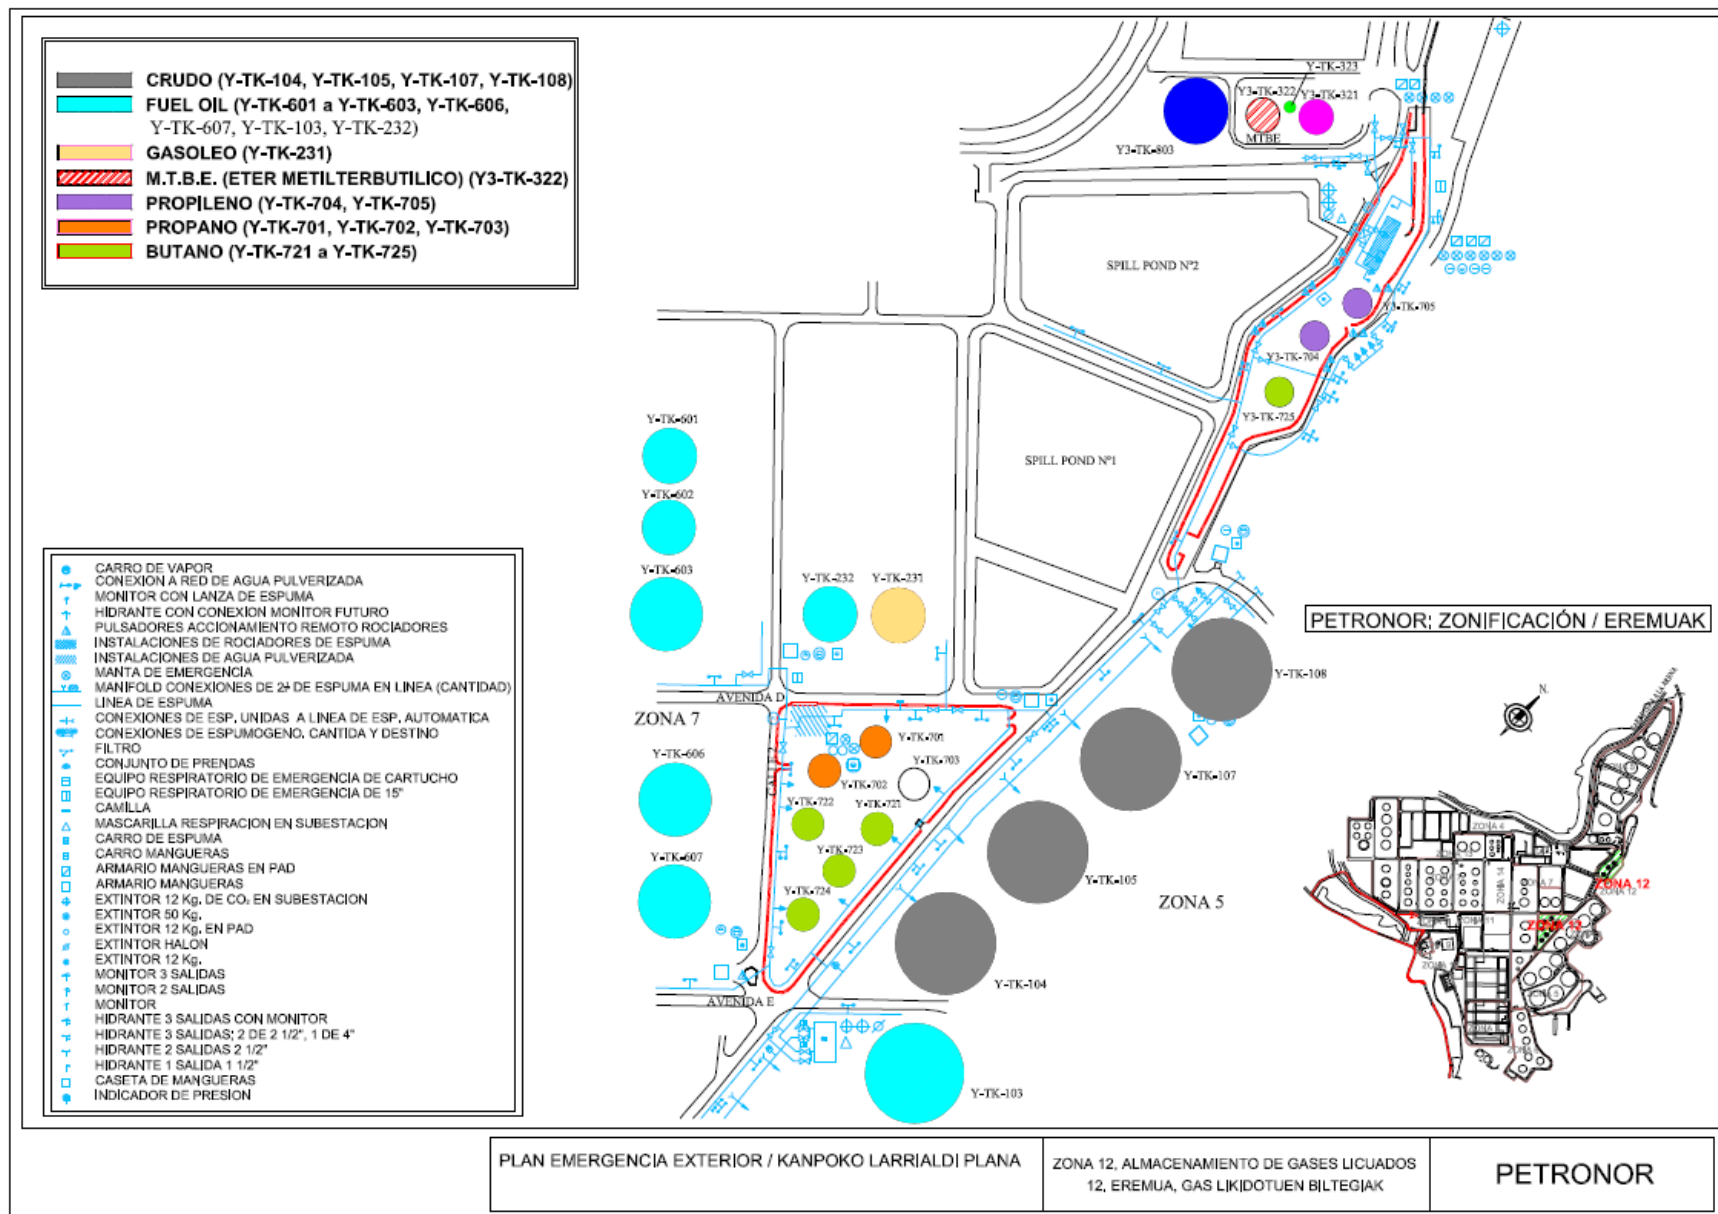 CRUDO (Y-TK-104, Y-TK-105, Y-TK-107, Y-TK-108)
FUEL OIL (Y-TK-601 a Y-TK-603, Y-TK-606,
Y-TK-607, Y-TK-103, Y-TK-232)
GASOLEO (Y-TK-231)
M.T.B.E. (ETER METILTERBUTILICO) (Y3-TK-322)
PROPILENO (Y-TK-704, Y-TK-705)
PROPANO (Y-TK-701, Y-TK-702, Y-TK-703)
BUTANO (Y-TK-721 a Y-TK-725)
Y-TK-323
Y3-TK-322
Y3-TK-321
MTBE
Y3-TK-803
SPILL POND Nº2
Y3-TK-705
Y3-TK-704
Y3-TK-725
SPILL POND Nº1
Y-TK-601
Y-TK-602
Y-TK-603
Y-TK-232
Y-TK-231
AVENIDA D
ZONA 7
Y-TK-606
Y-TK-607
Y-TK-701
Y-TK-703
Y-TK-702
Y-TK-722
Y-TK-721
Y-TK-723
Y-TK-724
AVENIDA E
Y-TK-108
Y-TK-107
Y-TK-105
Y-TK-104
Y-TK-103
ZONA 5
CARRO DE VAPOR
CONEXION A RED DE AGUA PULVERIZADA
MONITOR CON LANZA DE ESPUMA
HIDRANTE CON CONEXION MONITOR FUTURO
PULSADORES ACCIONAMIENTO REMOTO ROCIADORES
INSTALACIONES DE ROCIADORES DE ESPUMA
INSTALACIONES DE AGUA PULVERIZADA
MANTA DE EMERGENCIA
MANIFOLD CONEXIONES DE 2½ DE ESPUMA EN LINEA (CANTIDAD)
LINEA DE ESPUMA
CONEXIONES DE ESP. UNIDAS A LINEA DE ESP. AUTOMATICA
CONEXIONES DE ESPUMOGENO. CANTIDA Y DESTINO
FILTRO
CONJUNTO DE PRENDAS
EQUIPO RESPIRATORIO DE EMERGENCIA DE CARTUCHO
EQUIPO RESPIRATORIO DE EMERGENCIA DE 15"
CAMILLA
MASCARILLA RESPIRACION EN SUBESTACION
CARRO DE ESPUMA
CARRO MANGUERAS
ARMARIO MANGUERAS EN PAD
ARMARIO MANGUERAS
EXTINTOR 12 Kg. DE CO₂ EN SUBESTACION
EXTINTOR 50 Kg.
EXTINTOR 12 Kg. EN PAD
EXTINTOR HALON
EXTINTOR 12 Kg.
MONITOR 3 SALIDAS
MONITOR 2 SALIDAS
MONITOR
HIDRANTE 3 SALIDAS CON MONITOR
HIDRANTE 3 SALIDAS; 2 DE 2 1/2", 1 DE 4"
HIDRANTE 2 SALIDAS 2 1/2"
HIDRANTE 1 SALIDA 1 1/2"
CASETA DE MANGUERAS
INDICADOR DE PRESION
PETRONOR: ZONIFICACIÓN / EREMUAK
N.
ZONA 12
ZONA 12
ZONA 12
PLAN EMERGENCIA EXTERIOR / KANPOKO LARRIALDI PLANA
ZONA 12, ALMACENAMIENTO DE GASES LICUADOS
12. EREMUA, GAS LIKIDOTUEN BILTEGIAK
PETRONOR